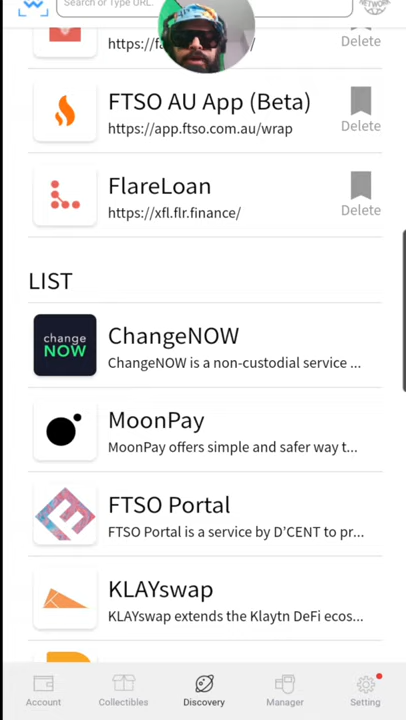 Search or Type URL.
NETWORK
https://fa
/
Delete
FTSO AU App (Beta)
https://app.ftso.com.au/wrap
Delete
FlareLoan
https://xfl.flr.finance/
Delete
LIST
change
NOW
ChangeNOW
ChangeNOW is a non-custodial service ...
MoonPay
MoonPay offers simple and safer way t...
FTSO Portal
FTSO Portal is a service by D'CENT to pr...
KLAYswap
KLAYswap extends the Klaytn DeFi ecos...
Account
Collectibles
Discovery
Manager
Setting